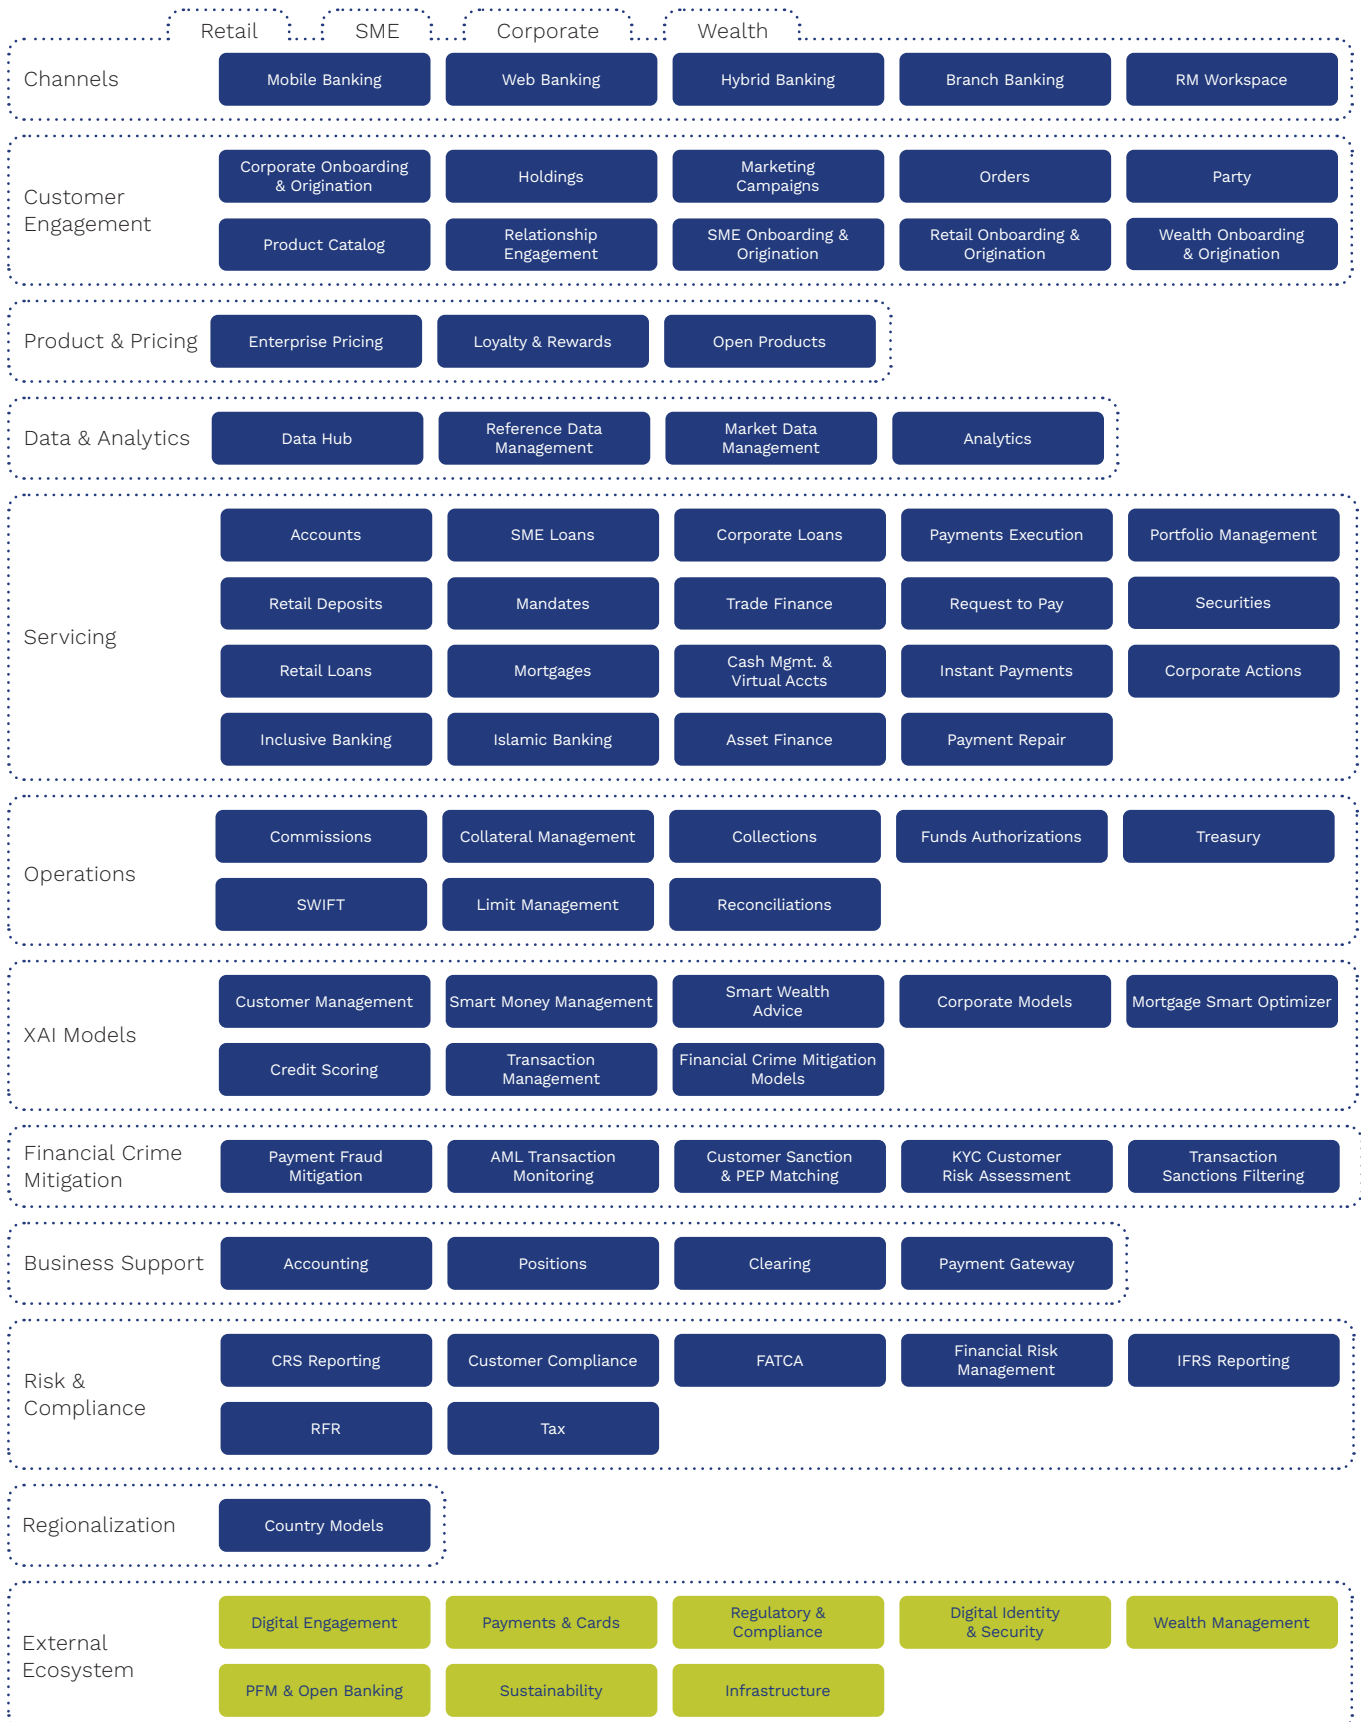 Retail
SME
Corporate
Wealth
Channels
Mobile Banking
Web Banking
Hybrid Banking
Branch Banking
RM Workspace
Customer
Engagement
Corporate Onboarding
& Origination
Holdings
Marketing
Campaigns
Orders
Party
Product Catalog
Relationship
Engagement
SME Onboarding &
Origination
Retail Onboarding &
Origination
Wealth Onboarding
& Origination
Product & Pricing
Enterprise Pricing
Loyalty & Rewards
Open Products
Data & Analytics
Data Hub
Reference Data
Management
Market Data
Management
Analytics
Servicing
Accounts
SME Loans
Corporate Loans
Payments Execution
Portfolio Management
Retail Deposits
Mandates
Trade Finance
Request to Pay
Securities
Retail Loans
Mortgages
Cash Mgmt. &
Virtual Accts
Instant Payments
Corporate Actions
Inclusive Banking
Islamic Banking
Asset Finance
Payment Repair
Operations
Commissions
Collateral Management
Collections
Funds Authorizations
Treasury
SWIFT
Limit Management
Reconciliations
XAI Models
Customer Management
Smart Money Management
Smart Wealth
Advice
Corporate Models
Mortgage Smart Optimizer
Credit Scoring
Transaction
Management
Financial Crime Mitigation
Models
Financial Crime
Mitigation
Payment Fraud
Mitigation
AML Transaction
Monitoring
Customer Sanction
& PEP Matching
KYC Customer
Risk Assessment
Transaction
Sanctions Filtering
Business Support
Accounting
Positions
Clearing
Payment Gateway
Risk &
Compliance
CRS Reporting
Customer Compliance
FATCA
Financial Risk
Management
IFRS Reporting
RFR
Tax
Regionalization
Country Models
External
Ecosystem
Digital Engagement
Payments & Cards
Regulatory &
Compliance
Digital Identity
& Security
Wealth Management
PFM & Open Banking
Sustainability
Infrastructure